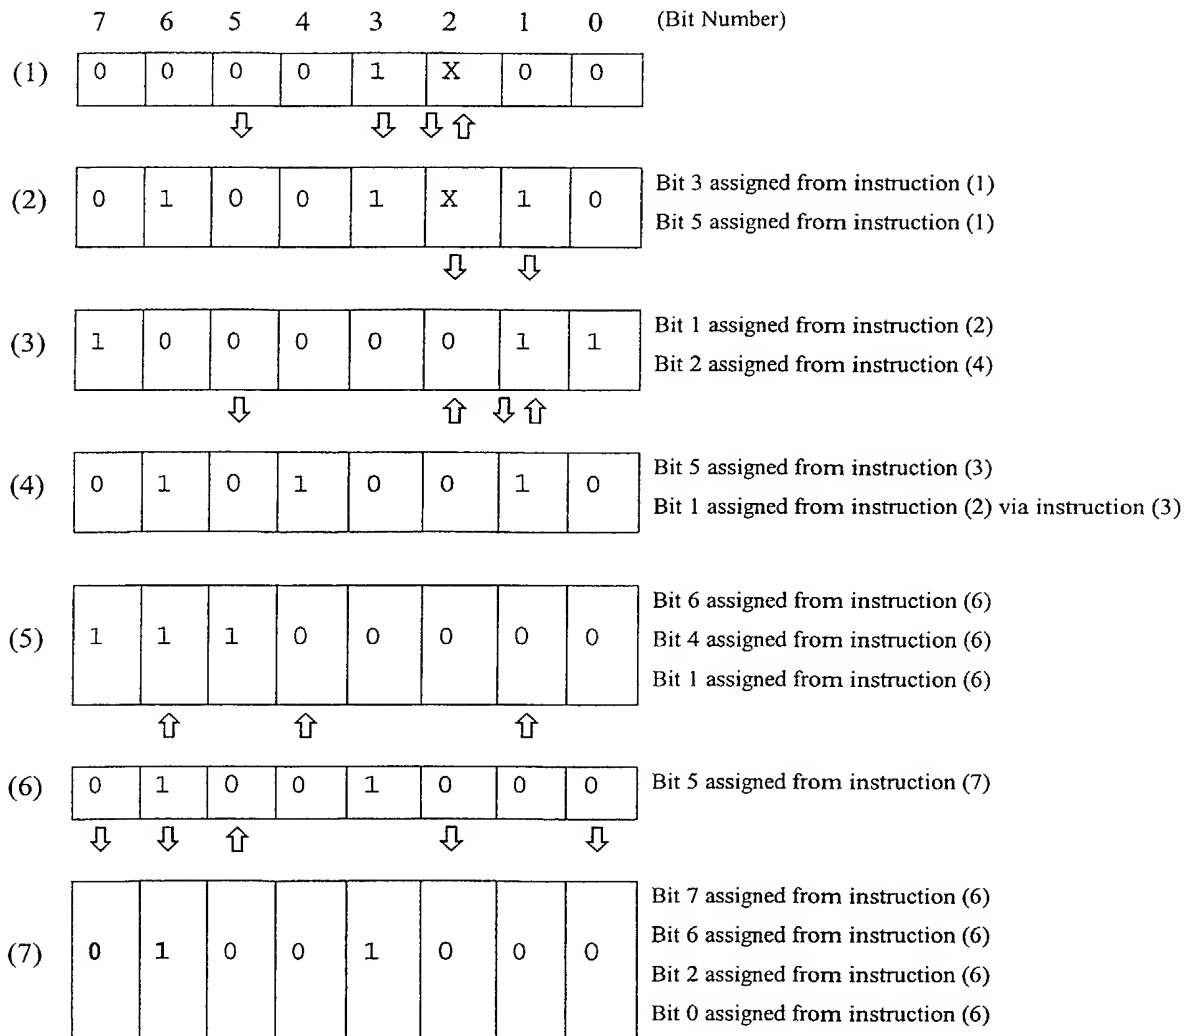 7 6 5 4 3 2 1 0 (Bit Number)
(1) 0 0 0 0 1 X 0 0
(2) 0 1 0 0 1 X 1 0
Bit 3 assigned from instruction (1)
Bit 5 assigned from instruction (1)
(3) 1 0 0 0 0 0 1 1
Bit 1 assigned from instruction (2)
Bit 2 assigned from instruction (4)
(4) 0 1 0 1 0 0 1 0
Bit 5 assigned from instruction (3)
Bit 1 assigned from instruction (2) via instruction (3)
(5) 1 1 1 0 0 0 0 0
Bit 6 assigned from instruction (6)
Bit 4 assigned from instruction (6)
Bit 1 assigned from instruction (6)
(6) 0 1 0 0 1 0 0 0
Bit 5 assigned from instruction (7)
(7) 0 1 0 0 1 0 0 0
Bit 7 assigned from instruction (6)
Bit 6 assigned from instruction (6)
Bit 2 assigned from instruction (6)
Bit 0 assigned from instruction (6)